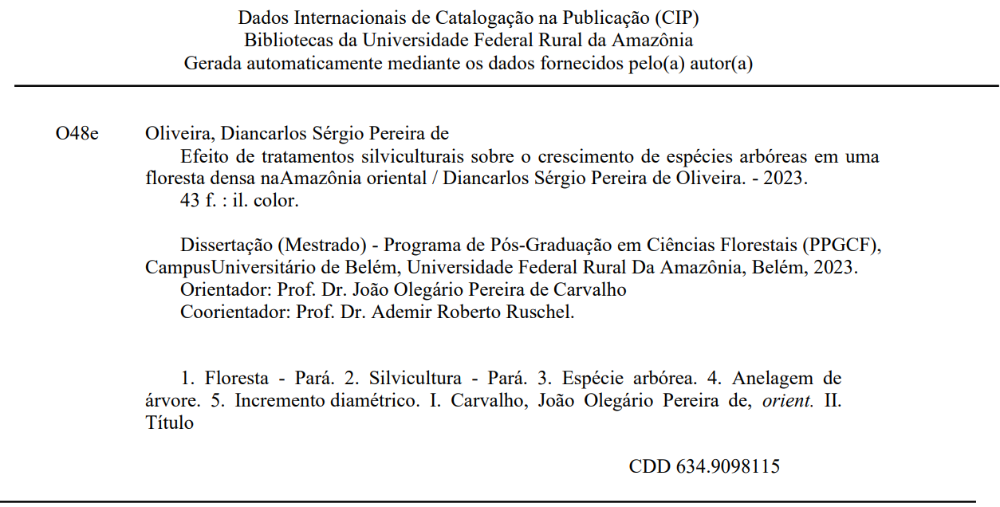 Dados Internacionais de Catalogação na Publicação (CIP)
Bibliotecas da Universidade Federal Rural da Amazônia
Gerada automaticamente mediante os dados fornecidos pelo(a) autor(a)
O48e Oliveira, Diancarlos Sérgio Pereira de
Efeito de tratamentos silviculturais sobre o crescimento de espécies arbóreas em uma
floresta densa naAmazônia oriental / Diancarlos Sérgio Pereira de Oliveira. - 2023.
43 f. : il. color.
Dissertação (Mestrado) - Programa de Pós-Graduação em Ciências Florestais (PPGCF),
CampusUniversitário de Belém, Universidade Federal Rural Da Amazônia, Belém, 2023.
Orientador: Prof. Dr. João Olegário Pereira de Carvalho
Coorientador: Prof. Dr. Ademir Roberto Ruschel.
1. Floresta - Pará. 2. Silvicultura - Pará. 3. Espécie arbórea. 4. Anelagem de
árvore. 5. Incremento diamétrico. I. Carvalho, João Olegário Pereira de, orient. II.
Título
CDD 634.9098115